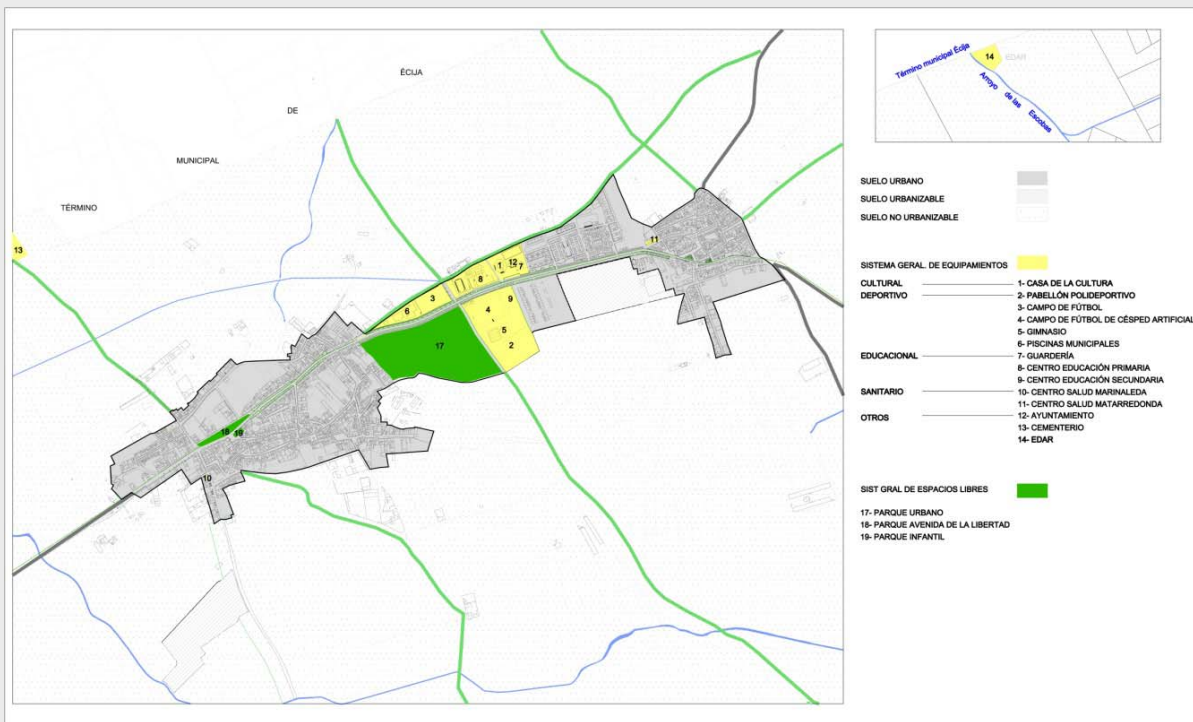 ÉCIJA
DE
MUNICIPAL
TÉRMINO
13
11
1
12
7
8
3
6
9
4
5
2
17
18
19
10
Término municipal Écija
14
EDAR
Arroyo de las Escobas
SUELO URBANO
SUELO URBANIZABLE
SUELO NO URBANIZABLE
SISTEMA GERAL. DE EQUIPAMIENTOS
CULTURAL 1- CASA DE LA CULTURA
DEPORTIVO 2- PABELLÓN POLIDEPORTIVO
3- CAMPO DE FÚTBOL
4- CAMPO DE FÚTBOL DE CÉSPED ARTIFICIAL
5- GIMNASIO
6- PISCINAS MUNICIPALES
EDUCACIONAL 7- GUARDERÍA
8- CENTRO EDUCACIÓN PRIMARIA
9- CENTRO EDUCACIÓN SECUNDARIA
SANITARIO 10- CENTRO SALUD MARINALEDA
11- CENTRO SALUD MATARREDONDA
OTROS 12- AYUNTAMIENTO
13- CEMENTERIO
14- EDAR
SIST GRAL DE ESPACIOS LIBRES
17- PARQUE URBANO
18- PARQUE AVENIDA DE LA LIBERTAD
19- PARQUE INFANTIL